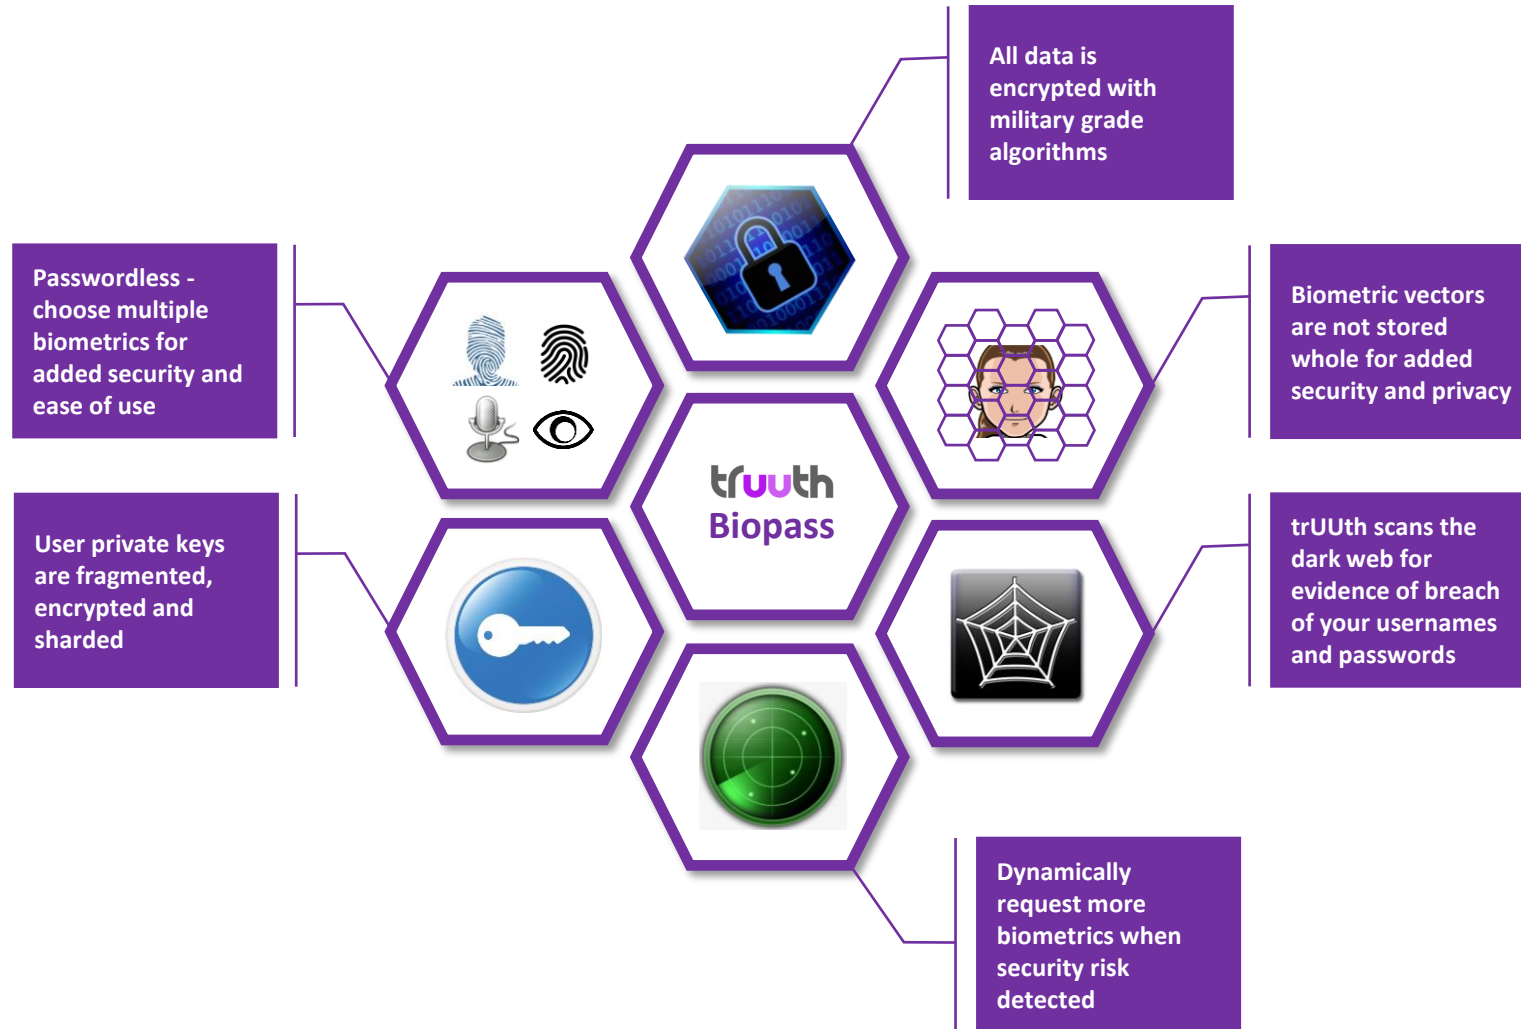 All data is
encrypted with
military grade
algorithms
Passwordless -
choose multiple
biometrics for
added security and
ease of use
Biometric vectors
are not stored
whole for added
security and privacy
truuth
Biopass
User private keys
are fragmented,
encrypted and
sharded
trUUth scans the
dark web for
evidence of breach
of your usernames
and passwords
Dynamically
request more
biometrics when
security risk
detected